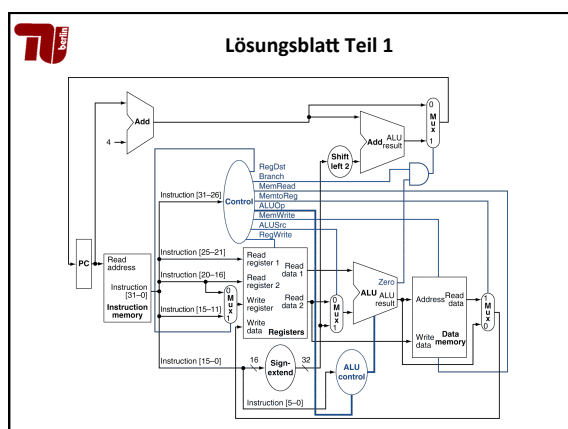 berlin
Lösungsblatt Teil 1
Add
4
Shift
left 2
Add
ALU
result
0
Mux
1
RegDst
Branch
MemRead
MemtoReg
ALUOp
MemWrite
ALUSrc
RegWrite
Instruction [31–26]
Control
PC
Read
address
Instruction
[31–0]
Instruction
memory
Instruction [25–21]
Instruction [20–16]
Instruction [15–11]
0
Mux
1
Read
register 1
Read
register 2
Write
register
Write
data
Read
data 1
Read
data 2
Registers
0
Mux
1
Zero
ALU
ALU
result
Address
Read
data
Write
data
Data
memory
1
Mux
0
Instruction [15–0]
16
Sign-
extend
32
ALU
control
Instruction [5–0]